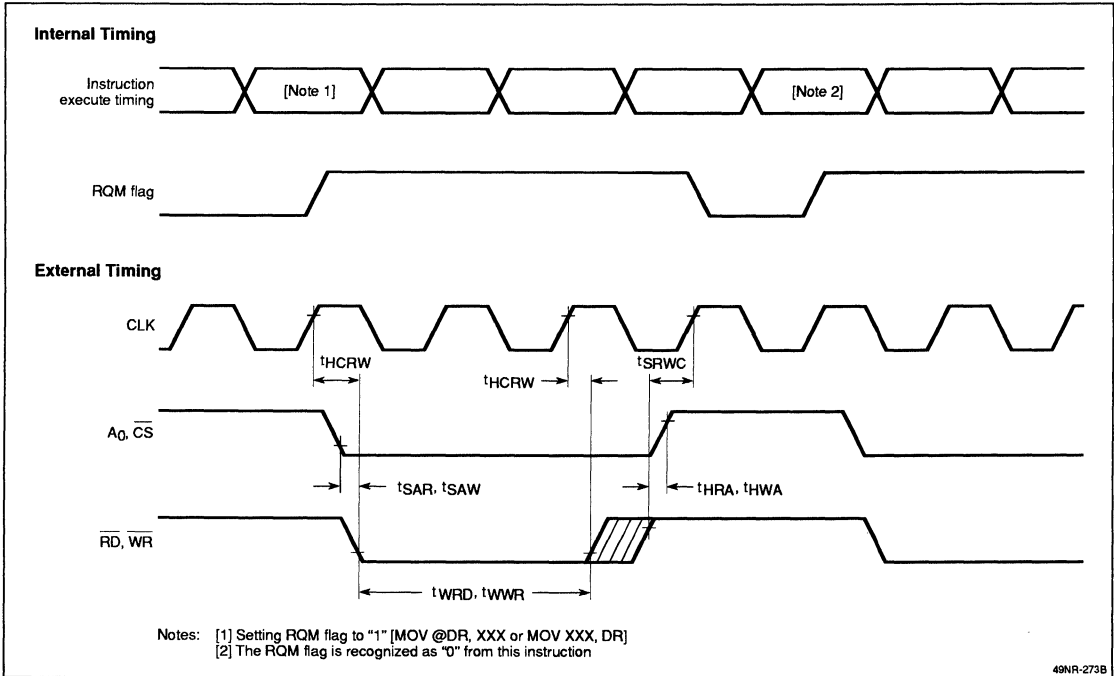 Internal Timing
Instruction
execute timing
[Note 1]
[Note 2]
RQM flag
External Timing
CLK
tHCRW
tHCRW
tSRWC
A0, CS
tSAR, tSAW
tHRA, tHWA
RD, WR
tWRD, tWWR
Notes: [1] Setting RQM flag to “1” [MOV @DR, XXX or MOV XXX, DR]
[2] The RQM flag is recognized as “0” from this instruction
49NR-273B